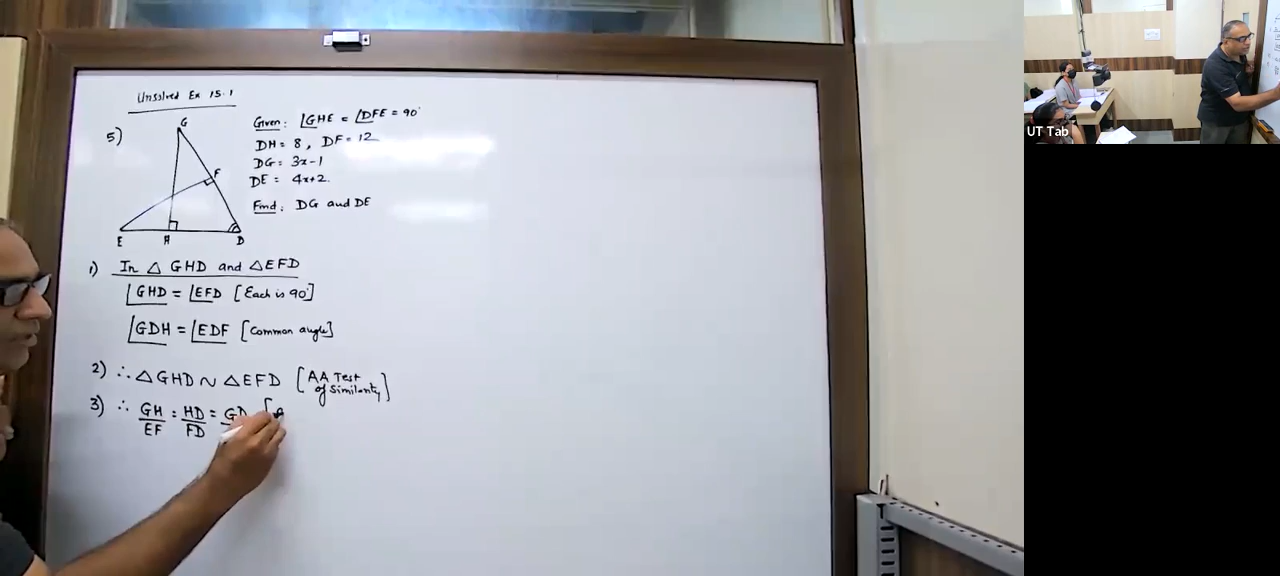 Unsolved Ex 15.1
5)
G
F
E H D
Given: ∠GHE = ∠DFE = 90°
DH = 8, DF = 12
DG = 3x-1
DE = 4x+2.
Find: DG and DE
1) In △ GHD and △EFD
∠GHD = ∠EFD [Each is 90°]
∠GDH = ∠EDF [Common angle]
2) ∴ △GHD ~ △EFD [AA Test of Similarity]
3) ∴ GH/EF = HD/FD = GD [
UT Tab